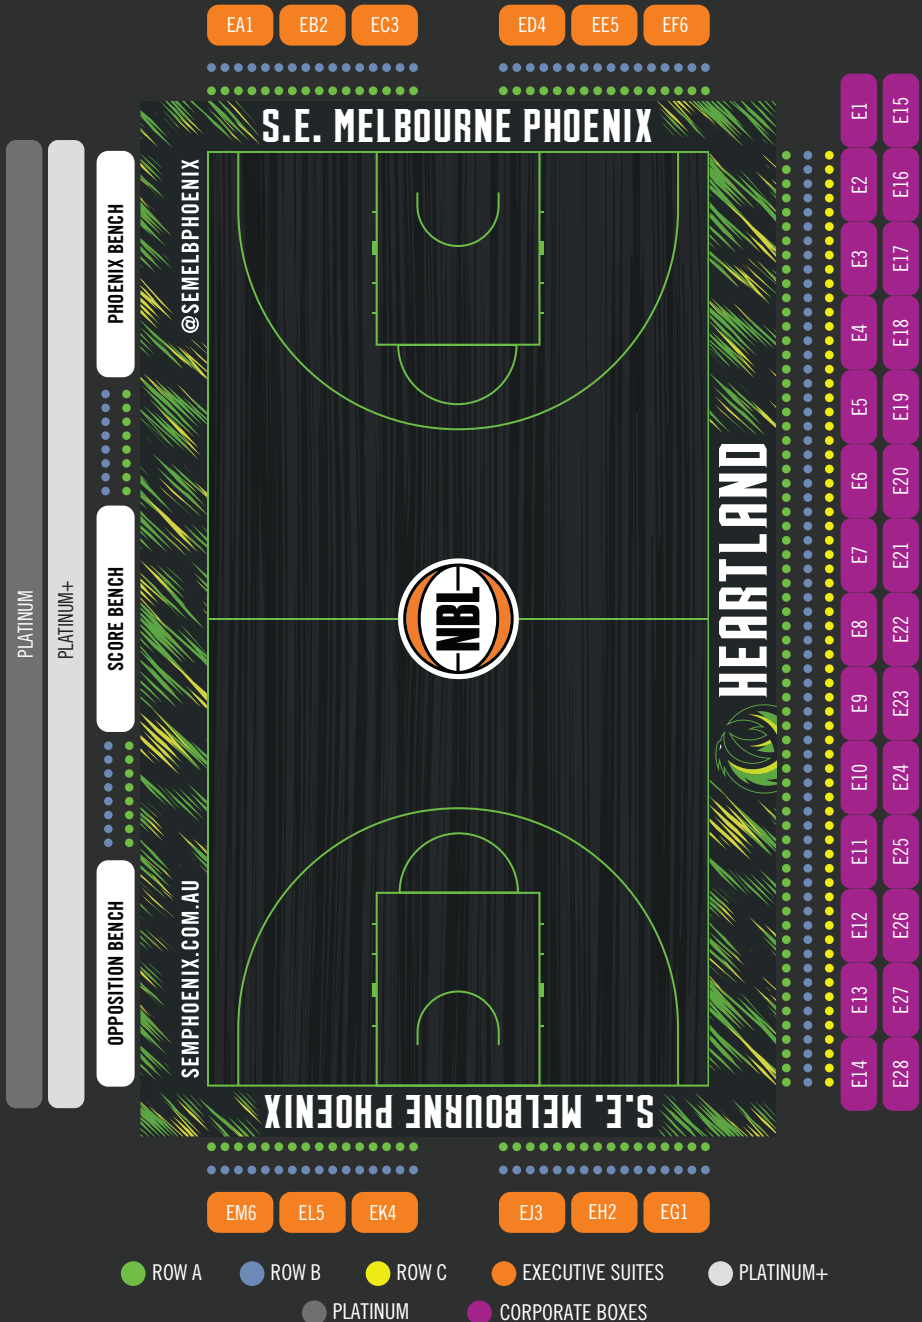 EA1 EB2 EC3 ED4 EE5 EF6
S.E. MELBOURNE PHOENIX
PLATINUM
PLATINUM+
PHOENIX BENCH
SCORE BENCH
OPPOSITION BENCH
@SEMELBPHOENIX
SEMPHOENIX.COM.AU
NBL
HEARTLAND
E1 E15
E2 E16
E3 E17
E4 E18
E5 E19
E6 E20
E7 E21
E8 E22
E9 E23
E10 E24
E11 E25
E12 E26
E13 E27
E14 E28
S.E. MELBOURNE PHOENIX
EM6 EL5 EK4 EJ3 EH2 EG1
ROW A ROW B ROW C EXECUTIVE SUITES PLATINUM+
PLATINUM CORPORATE BOXES